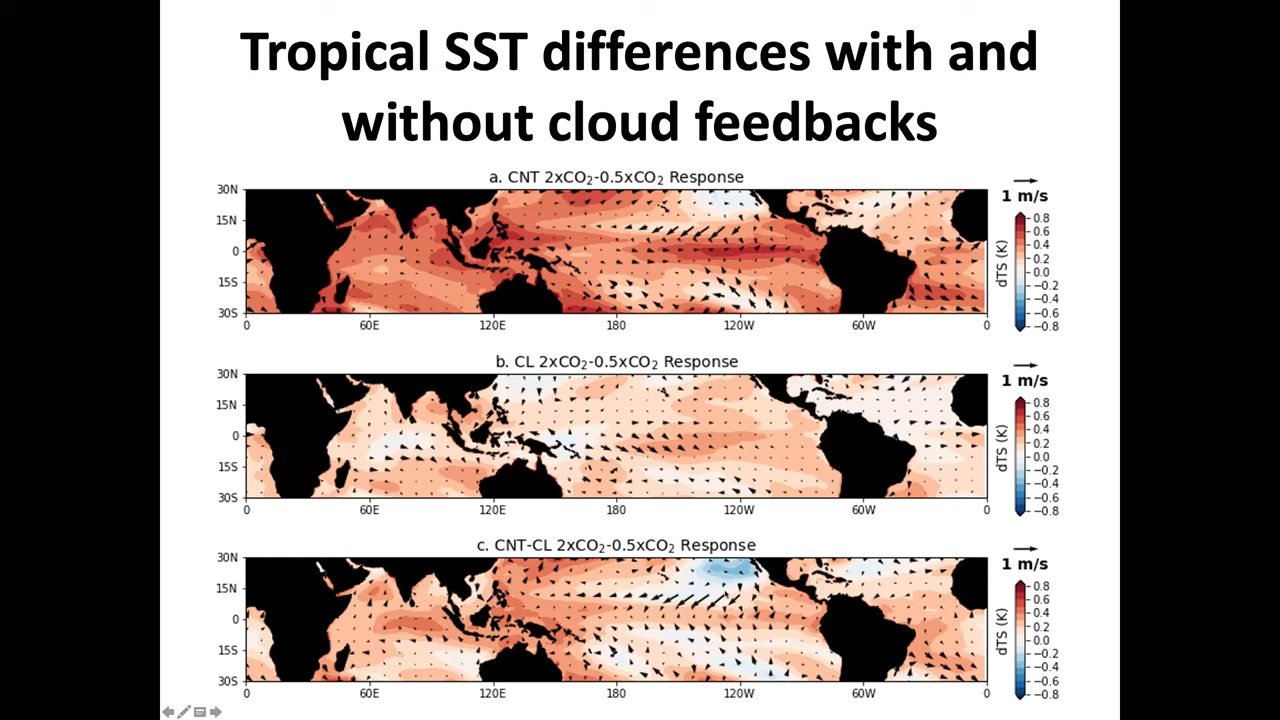 Tropical SST differences with and
without cloud feedbacks
a. CNT 2xCO₂-0.5xCO₂ Response
30N
15N
0
15S
30S
0 60E 120E 180 120W 60W 0
1 m/s
0.8
0.6
0.4
0.2
0.0
−0.2
−0.4
−0.6
−0.8
dTS (K)
b. CL 2xCO₂-0.5xCO₂ Response
30N
15N
0
15S
30S
0 60E 120E 180 120W 60W 0
1 m/s
0.8
0.6
0.4
0.2
0.0
−0.2
−0.4
−0.6
−0.8
dTS (K)
c. CNT-CL 2xCO₂-0.5xCO₂ Response
30N
15N
0
15S
30S
0 60E 120E 180 120W 60W 0
1 m/s
0.8
0.6
0.4
0.2
0.0
−0.2
−0.4
−0.6
−0.8
dTS (K)